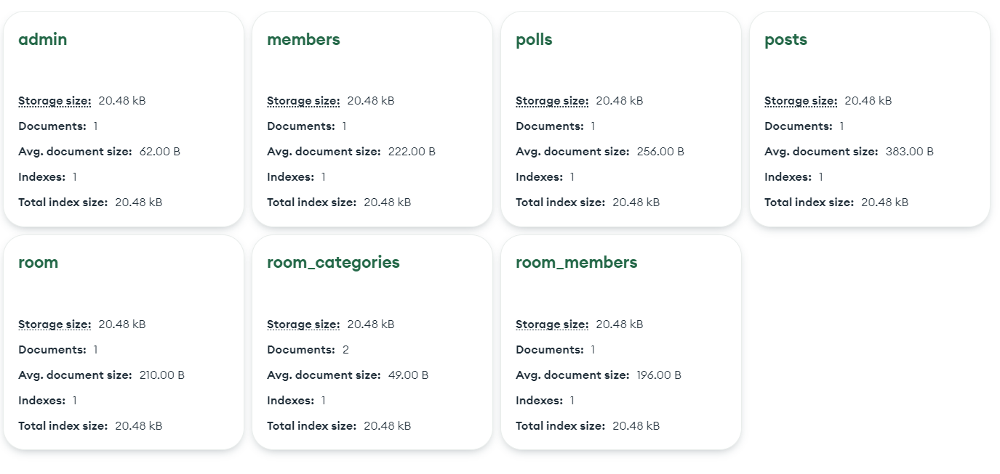 admin
Storage size: 20.48 kB
Documents: 1
Avg. document size: 62.00 B
Indexes: 1
Total index size: 20.48 kB
members
Storage size: 20.48 kB
Documents: 1
Avg. document size: 222.00 B
Indexes: 1
Total index size: 20.48 kB
polls
Storage size: 20.48 kB
Documents: 1
Avg. document size: 256.00 B
Indexes: 1
Total index size: 20.48 kB
posts
Storage size: 20.48 kB
Documents: 1
Avg. document size: 383.00 B
Indexes: 1
Total index size: 20.48 kB
room
Storage size: 20.48 kB
Documents: 1
Avg. document size: 210.00 B
Indexes: 1
Total index size: 20.48 kB
room_categories
Storage size: 20.48 kB
Documents: 2
Avg. document size: 49.00 B
Indexes: 1
Total index size: 20.48 kB
room_members
Storage size: 20.48 kB
Documents: 1
Avg. document size: 196.00 B
Indexes: 1
Total index size: 20.48 kB